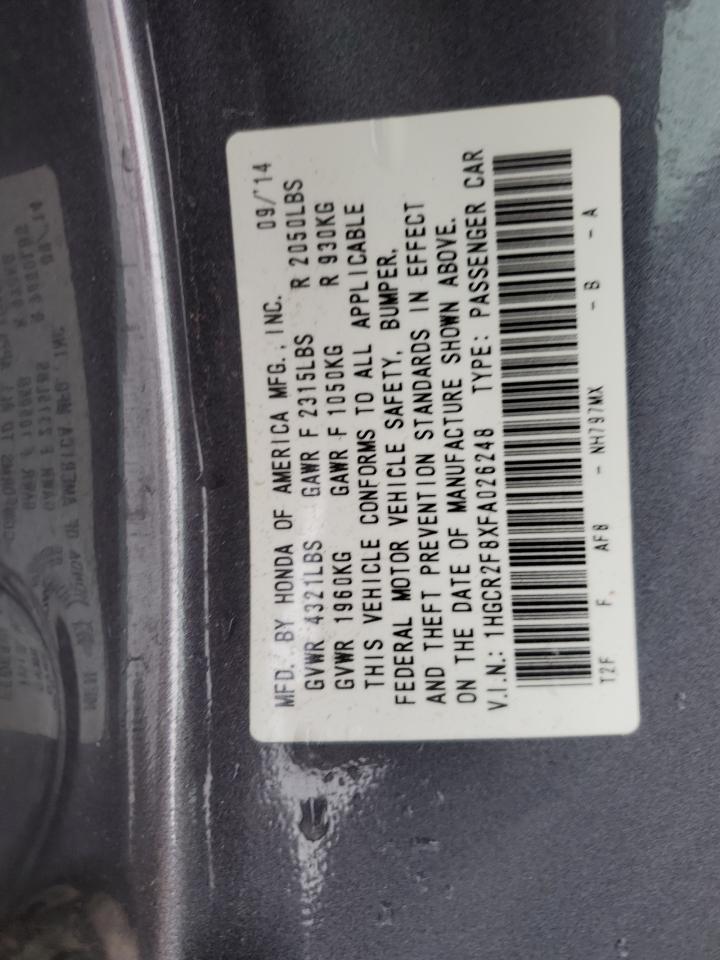 MFD. BY HONDA OF AMERICA MFG., INC. 09/'14
GVWR 4321LBS GAWR F 2315LBS R 2050LBS
GVWR 1960KG GAWR F 1050KG R 930KG
THIS VEHICLE CONFORMS TO ALL APPLICABLE
FEDERAL MOTOR VEHICLE SAFETY, BUMPER,
AND THEFT PREVENTION STANDARDS IN EFFECT
ON THE DATE OF MANUFACTURE SHOWN ABOVE.
V.I.N.: 1HGCR2F8XFA026248 TYPE: PASSENGER CAR
T2F F AF8 - NH797MX - B - A